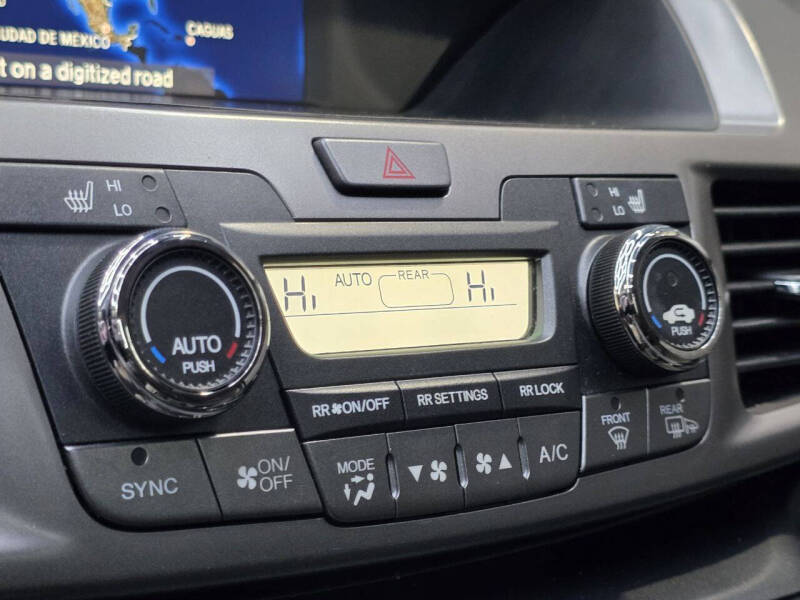 UDAD DE MÉXICO
CAGUAS
t on a digitized road
HI
LO
HI
LO
Hi
AUTO
REAR
Hi
AUTO
PUSH
PUSH
RR ON/OFF
RR SETTINGS
RR LOCK
FRONT
REAR
SYNC
ON/
OFF
MODE
A/C